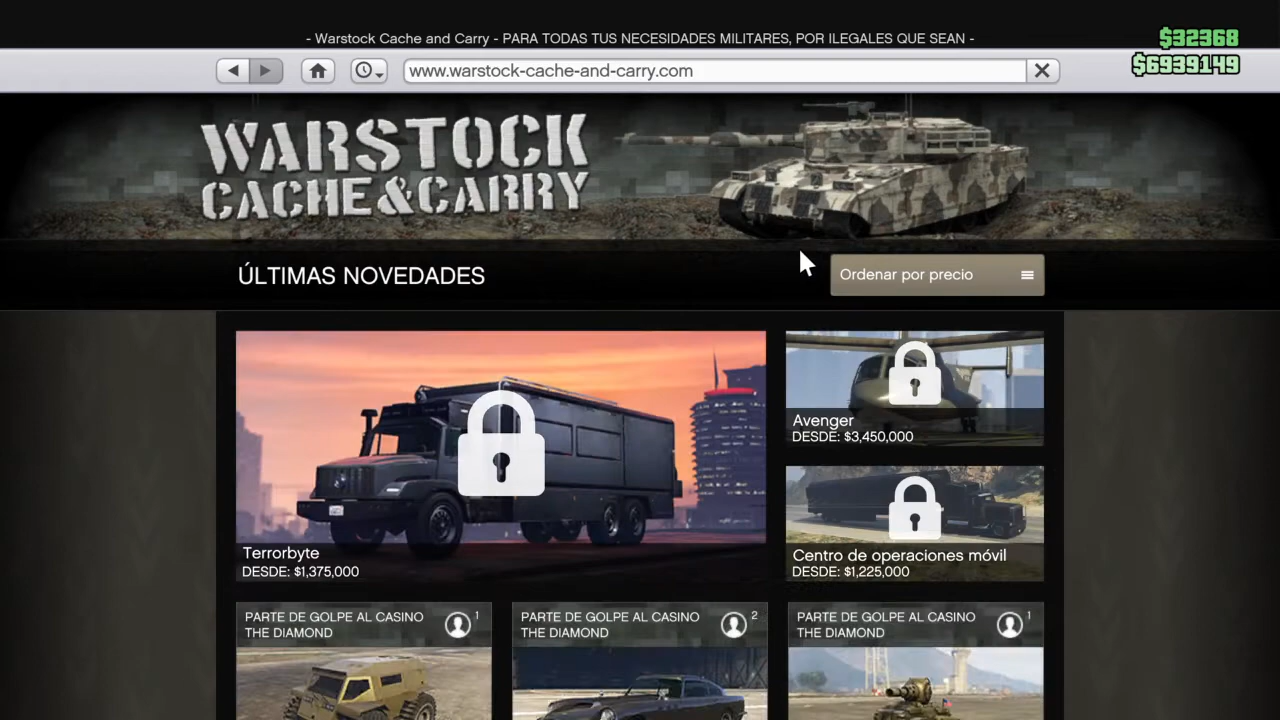 - Warstock Cache and Carry - PARA TODAS TUS NECESIDADES MILITARES, POR ILEGALES QUE SEAN -
$32368
$6939149
www.warstock-cache-and-carry.com
WARSTOCK
CACHE&CARRY
ÚLTIMAS NOVEDADES
Ordenar por precio
Terrorbyte
DESDE: $1,375,000
Avenger
DESDE: $3,450,000
Centro de operaciones móvil
DESDE: $1,225,000
PARTE DE GOLPE AL CASINO
THE DIAMOND
1
PARTE DE GOLPE AL CASINO
THE DIAMOND
2
PARTE DE GOLPE AL CASINO
THE DIAMOND
1